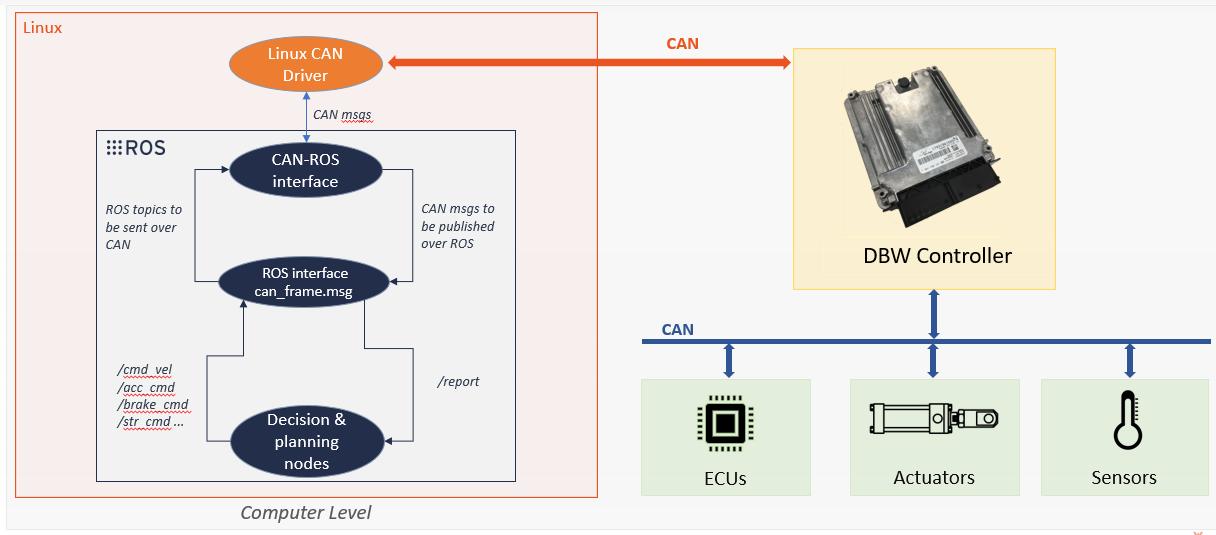 Linux
Linux CAN
Driver
CAN
CAN msgs
ROS
CAN-ROS
interface
ROS topics to
be sent over
CAN
CAN msgs to
be published
over ROS
ROS interface
can_frame.msg
/cmd_vel
/acc_cmd
/brake_cmd
/str_cmd ...
/report
Decision &
planning
nodes
Computer Level
DBW Controller
CAN
ECUs
Actuators
Sensors